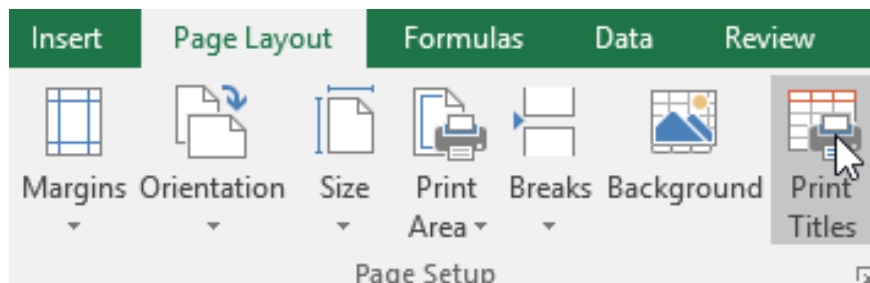 Insert Page Layout Formulas Data Review
Margins Orientation Size Print Area Breaks Background Print Titles
Page Setup